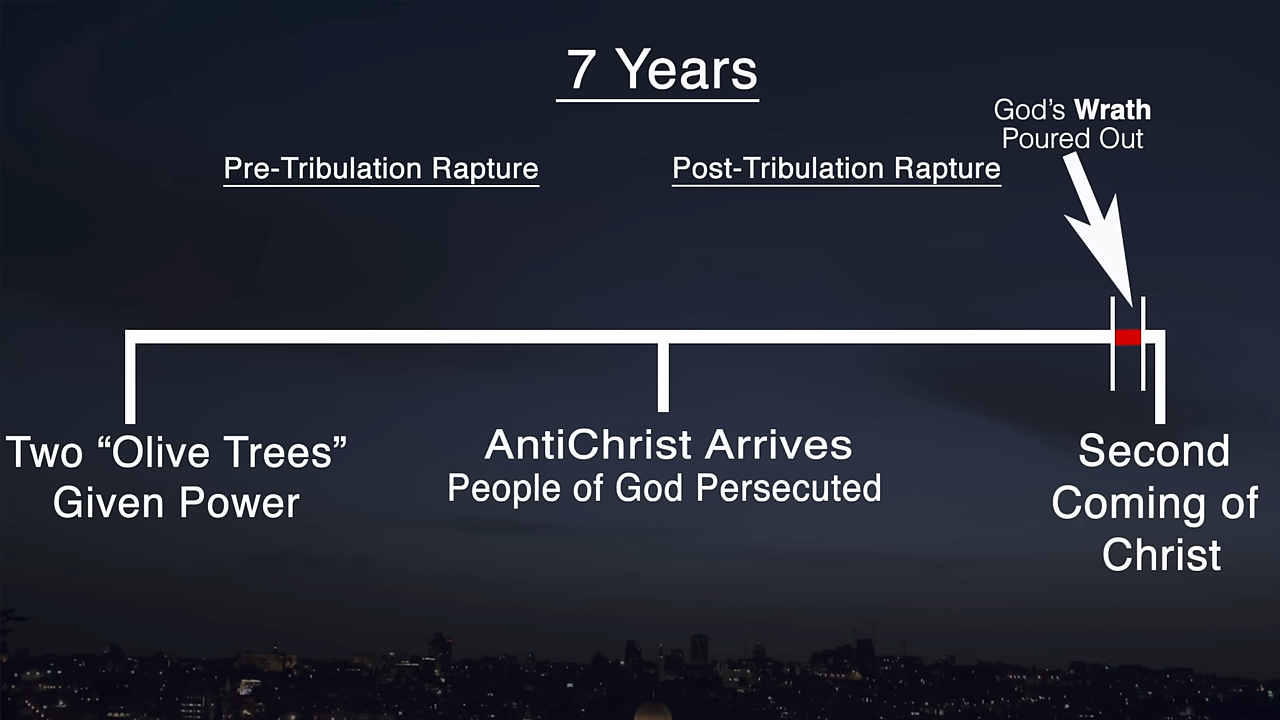 7 Years
God’s Wrath
Poured Out
Pre-Tribulation Rapture
Post-Tribulation Rapture
Two “Olive Trees”
Given Power
AntiChrist Arrives
People of God Persecuted
Second
Coming of
Christ